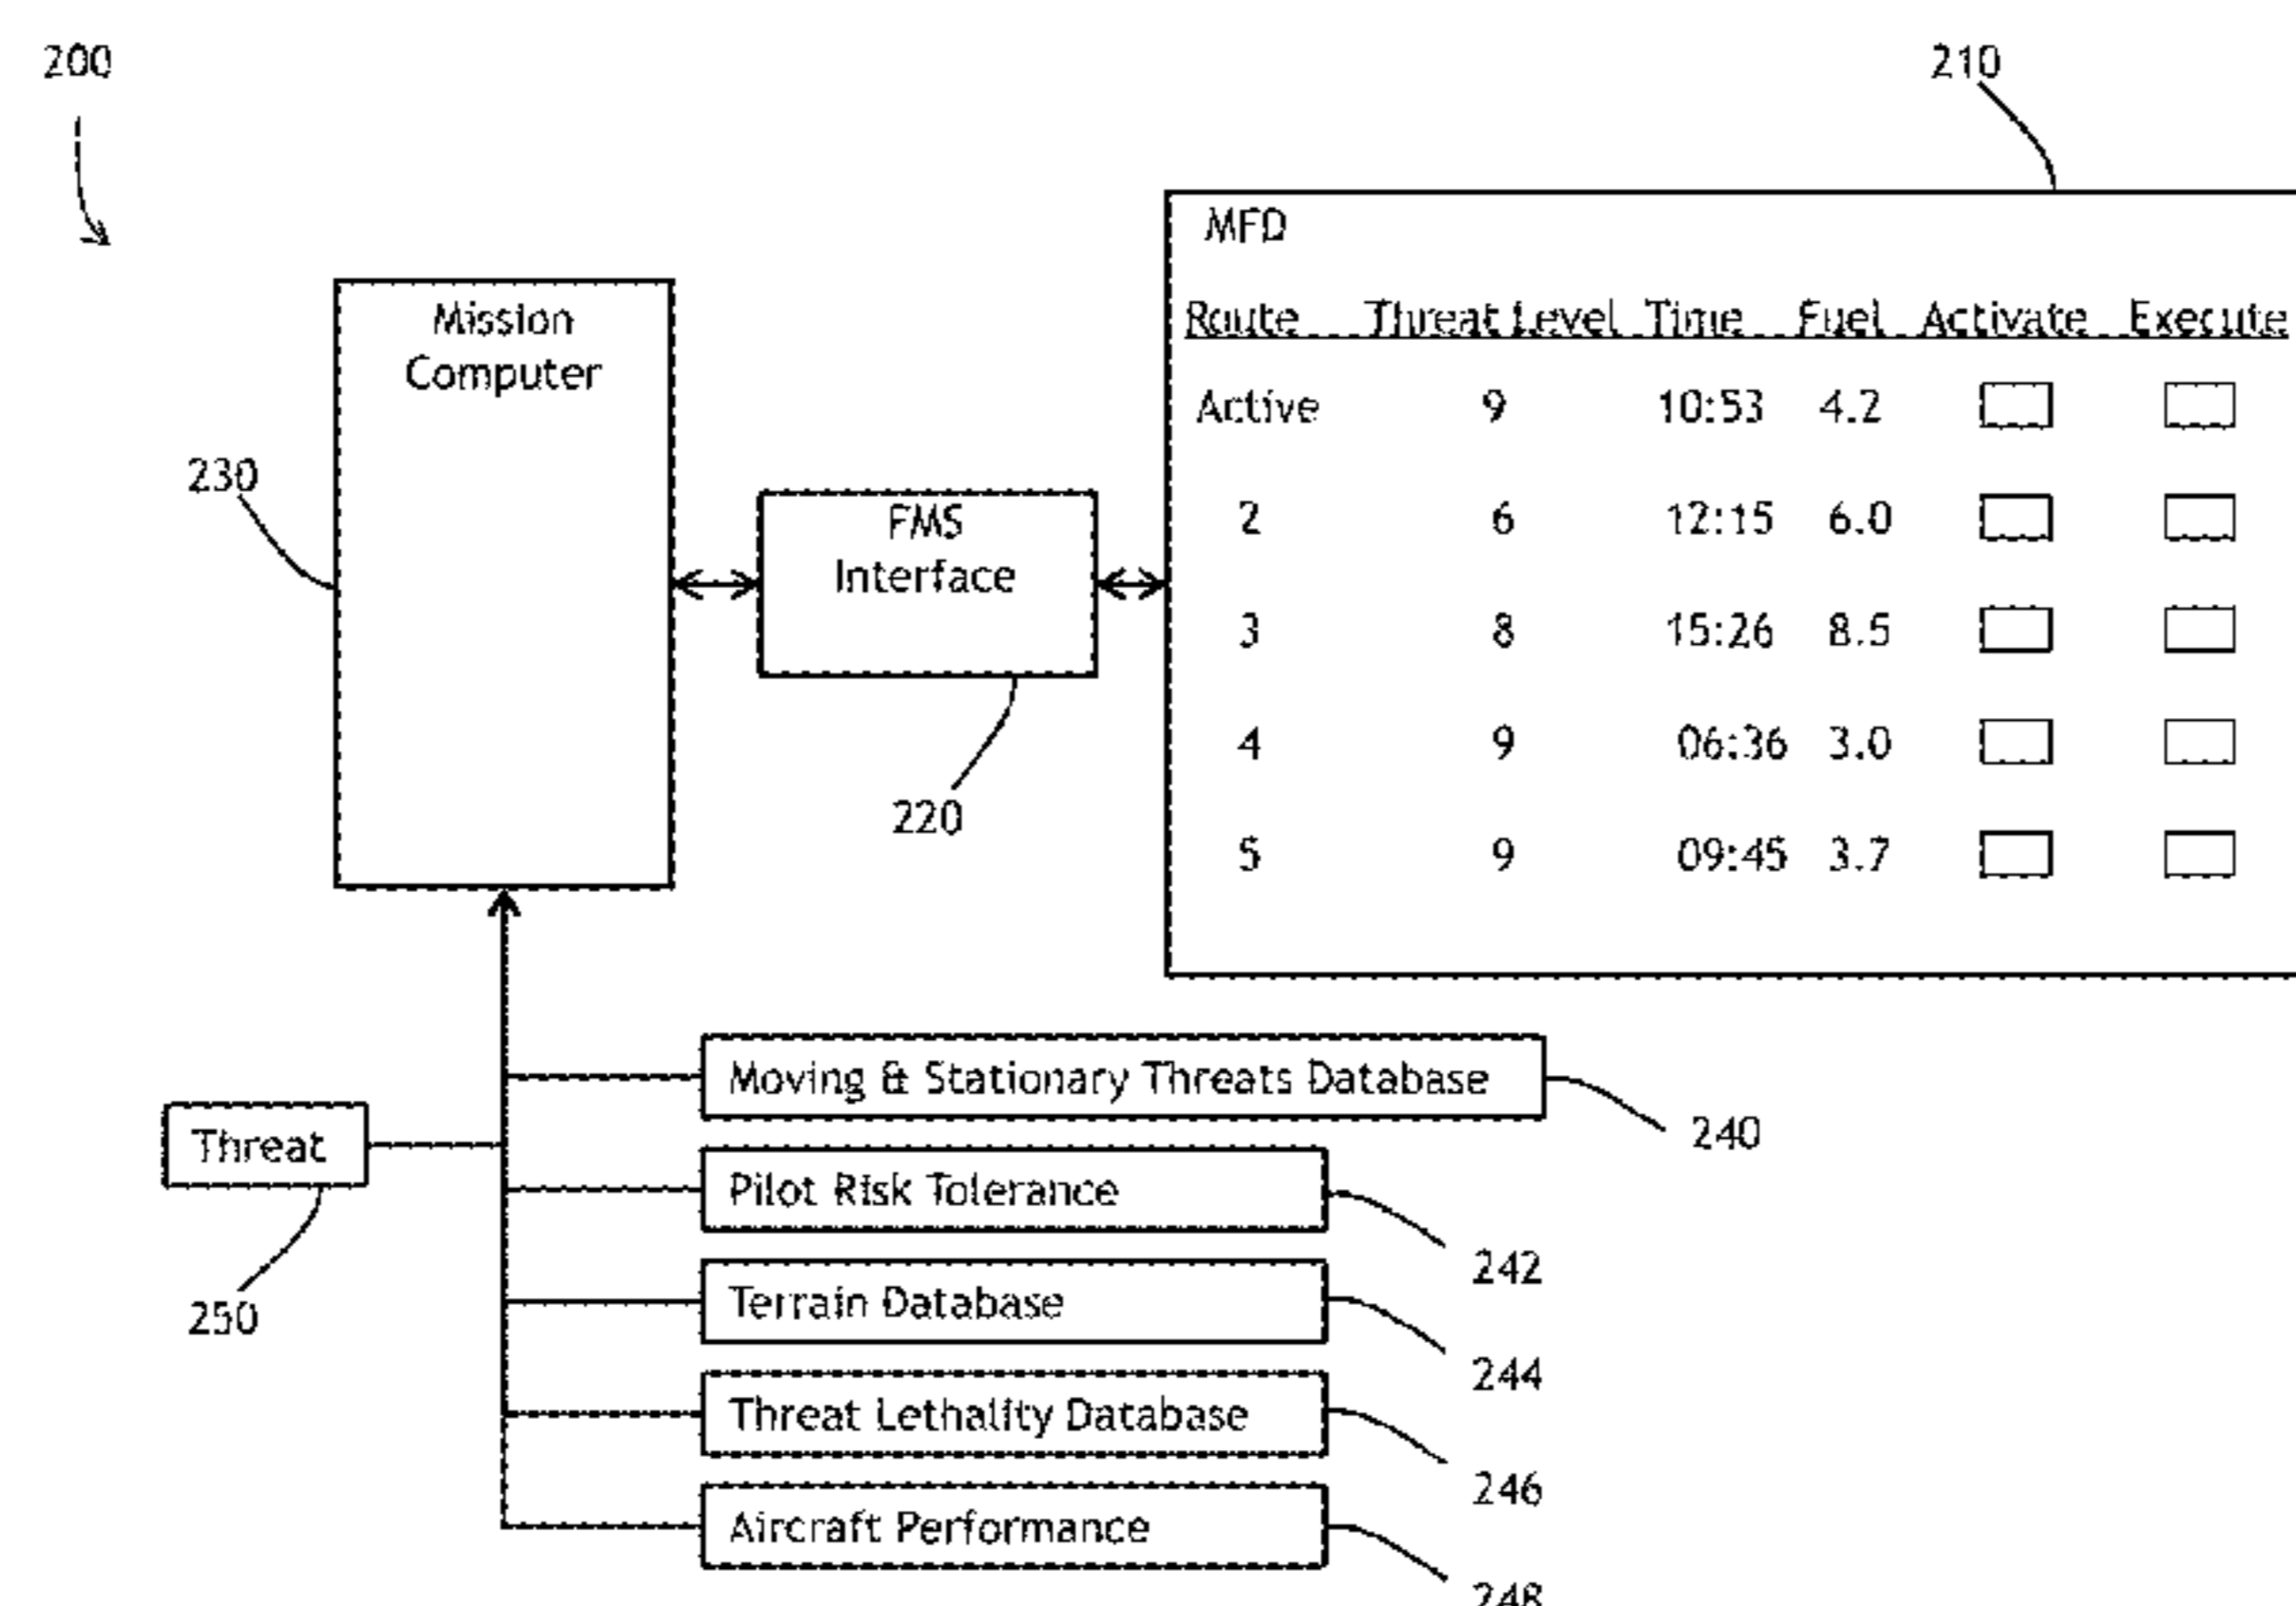 200
210
MFD
Mission
Computer
Route Threat Level Time Fuel Activate Execute
Active 9 10:53 4.2
230
FMS
Interface
2 6 12:15 6.0
3 8 15:26 8.5
4 9 06:36 3.0
220
5 9 09:45 3.7
Moving & Stationary Threats Database
240
Threat
Pilot Risk Tolerance
242
250
Terrain Database
244
Threat Lethality Database
246
Aircraft Performance
248